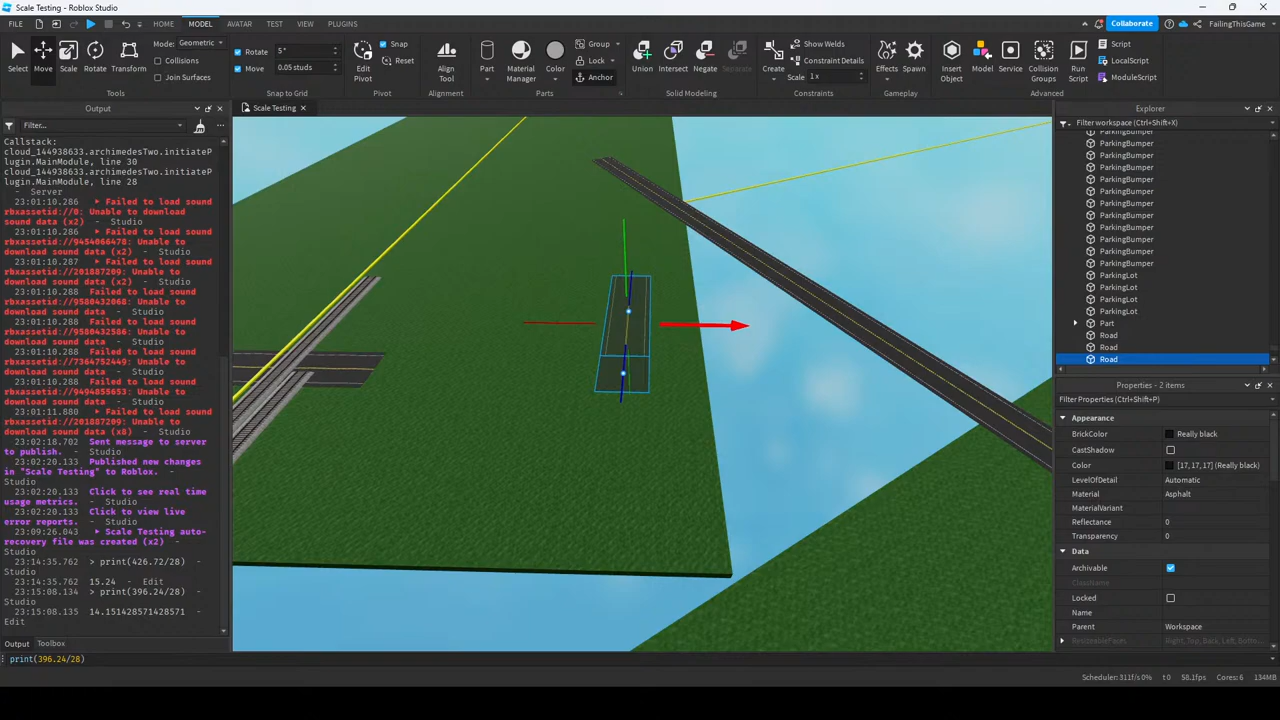 Scale Testing - Roblox Studio
FILE HOME MODEL AVATAR TEST VIEW PLUGINS Collaborate FailingThisGame
Mode: Geometric
Collisions
Join Surfaces
Select Move Scale Rotate Transform
Tools
Rotate 5 °
Move 0.05 studs
Snap to Grid
Edit Pivot
Snap
Reset
Pivot
Align Tool
Alignment
Part Material Manager Color
Group
Lock
Anchor
Parts
Union Intersect Negate Separate
Solid Modeling
Create
Show Welds
Constraint Details
Scale 1 x
Constraints
Effects Spawn
Gameplay
Insert Object Model Service Collision Groups Run Script
Script
LocalScript
ModuleScript
Advanced
Output
Filter...
Callstack:
cloud_144938633.archimedesTwo.initiateP
lugin.MainModule, line 30
cloud_144938633.archimedesTwo.initiateP
lugin.MainModule, line 28
- Server
23:01:10.286 Failed to load sound
rbxassetid://0: Unable to download
sound data (x2) - Studio
23:01:10.286 Failed to load sound
rbxassetid://9454066478: Unable to
download sound data (x2) - Studio
23:01:10.287 Failed to load sound
rbxassetid://201887209: Unable to
download sound data (x2) - Studio
23:01:10.288 Failed to load sound
rbxassetid://9580432068: Unable to
download sound data - Studio
23:01:10.288 Failed to load sound
rbxassetid://9580432586: Unable to
download sound data - Studio
23:01:10.288 Failed to load sound
rbxassetid://7364752449: Unable to
download sound data - Studio
23:01:10.288 Failed to load sound
rbxassetid://9494855653: Unable to
download sound data - Studio
23:01:11.880 Failed to load sound
rbxassetid://201887209: Unable to
download sound data (x8) - Studio
23:02:18.702 Sent message to server
to publish. - Studio
23:02:20.133 Published new changes
in "Scale Testing" to Roblox. -
Studio
23:02:20.133 Click to see real time
usage metrics. - Studio
23:02:20.133 Click to view live
error reports. - Studio
23:09:26.043 Scale Testing auto-
recovery file was created (x2) -
Studio
23:14:35.762 > print(426.72/28) -
Studio
23:14:35.762 15.24 - Edit
23:15:08.134 > print(396.24/28) -
Studio
23:15:08.135 14.151428571428571 -
Edit
Output Toolbox
print(396.24/28)
Scale Testing
Explorer
Filter workspace (Ctrl+Shift+X)
ParkingBumper
ParkingBumper
ParkingBumper
ParkingBumper
ParkingBumper
ParkingBumper
ParkingBumper
ParkingBumper
ParkingBumper
ParkingBumper
ParkingBumper
ParkingBumper
ParkingLot
ParkingLot
ParkingLot
ParkingLot
Part
Road
Road
Road
Properties - 2 items
Filter Properties (Ctrl+Shift+P)
Appearance
BrickColor Really black
CastShadow
Color [17, 17, 17] (Really black)
LevelOfDetail Automatic
Material Asphalt
MaterialVariant
Reflectance 0
Transparency 0
Data
Archivable
ClassName
Locked
Name
Parent Workspace
ResizeableFaces Right, Top, Back, Left, Botto...
Scheduler: 311f/s 0% t 0 58.1fps Cores: 6 134MB